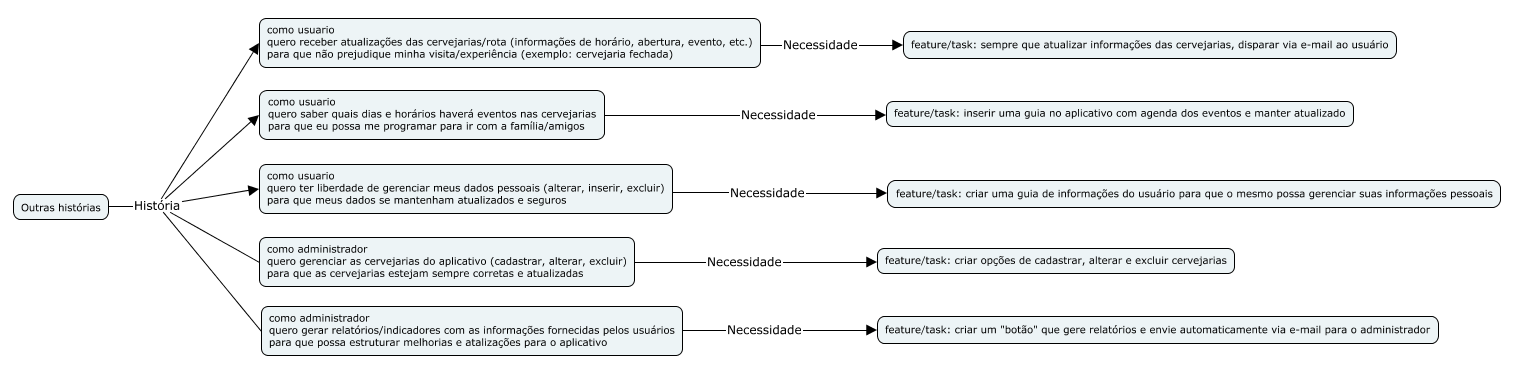 Outras histórias
História
como usuario
quero receber atualizações das cervejarias/rota (informações de horário, abertura, evento, etc.)
para que não prejudique minha visita/experiência (exemplo: cervejaria fechada)
Necessidade
feature/task: sempre que atualizar informações das cervejarias, disparar via e-mail ao usuário
como usuario
quero saber quais dias e horários haverá eventos nas cervejarias
para que eu possa me programar para ir com a família/amigos
Necessidade
feature/task: inserir uma guia no aplicativo com agenda dos eventos e manter atualizado
como usuario
quero ter liberdade de gerenciar meus dados pessoais (alterar, inserir, excluir)
para que meus dados se mantenham atualizados e seguros
Necessidade
feature/task: criar uma guia de informações do usuário para que o mesmo possa gerenciar suas informações pessoais
como administrador
quero gerenciar as cervejarias do aplicativo (cadastrar, alterar, excluir)
para que as cervejarias estejam sempre corretas e atualizadas
Necessidade
feature/task: criar opções de cadastrar, alterar e excluir cervejarias
como administrador
quero gerar relatórios/indicadores com as informações fornecidas pelos usuários
para que possa estruturar melhorias e atalizações para o aplicativo
Necessidade
feature/task: criar um "botão" que gere relatórios e envie automaticamente via e-mail para o administrador